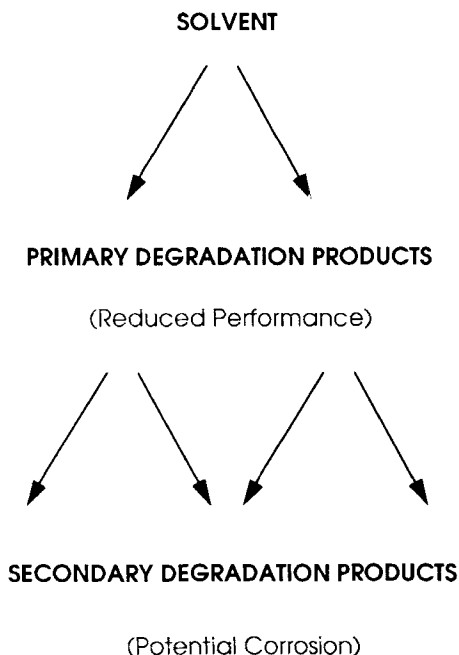 SOLVENT
PRIMARY DEGRADATION PRODUCTS
(Reduced Performance)
SECONDARY DEGRADATION PRODUCTS
(Potential Corrosion)